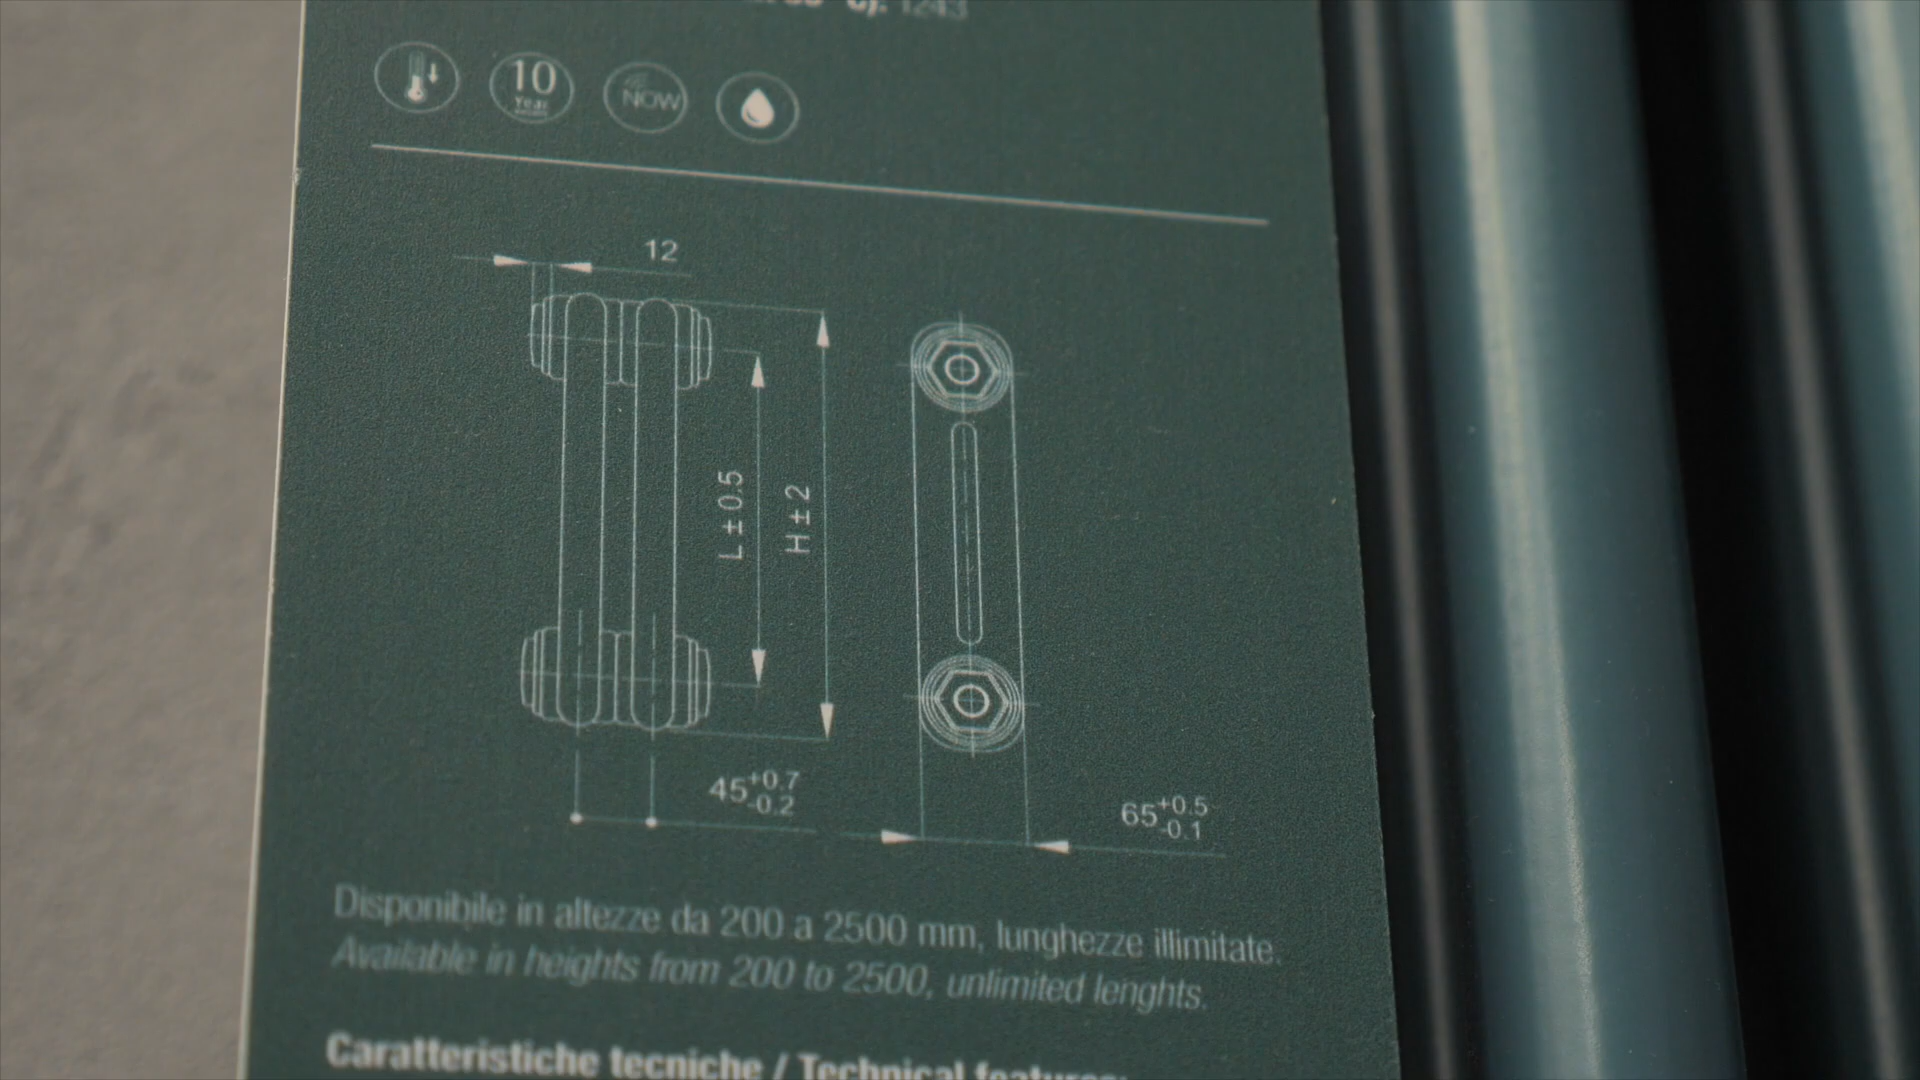 1243
10
Year
NOW
12
L ± 0.5
H ± 2
45 +0.7 -0.2
65 +0.5 -0.1
Disponibile in altezze da 200 a 2500 mm, lunghezze illimitate.
Available in heights from 200 to 2500, unlimited lenghts.
Caratteristiche tecniche / Technical features: